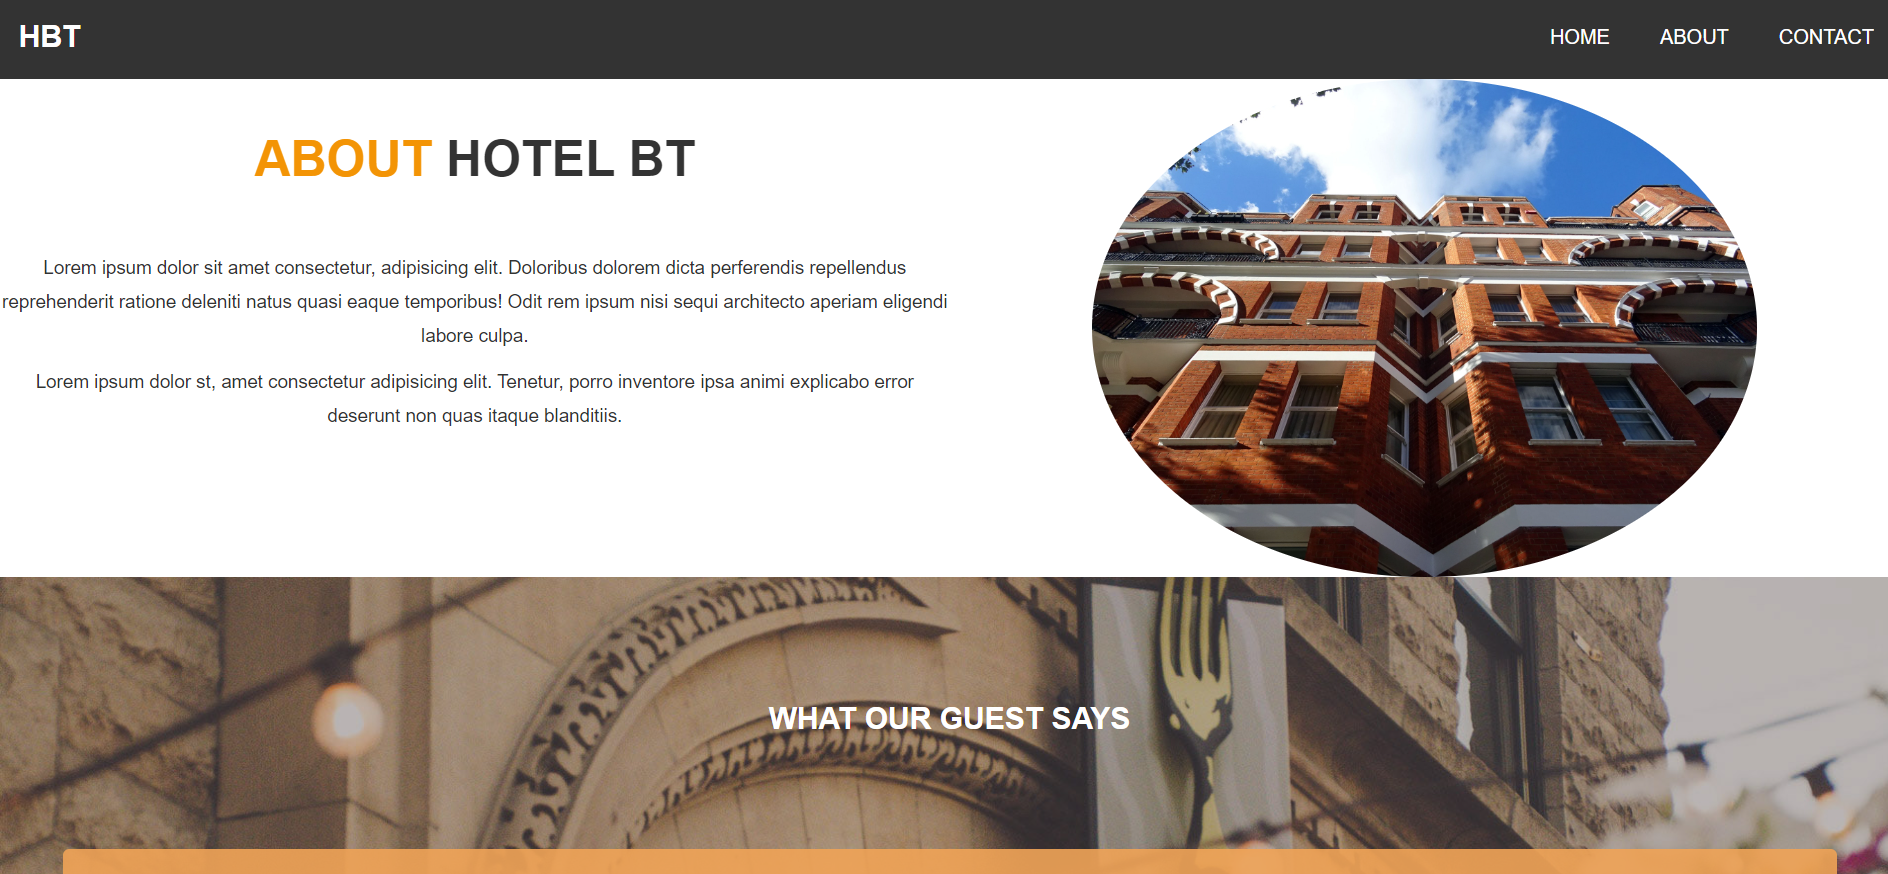 HBT
HOME ABOUT CONTACT
ABOUT HOTEL BT
Lorem ipsum dolor sit amet consectetur, adipisicing elit. Doloribus dolorem dicta perferendis repellendus
reprehenderit ratione deleniti natus quasi eaque temporibus! Odit rem ipsum nisi sequi architecto aperiam eligendi
labore culpa.
Lorem ipsum dolor st, amet consectetur adipisicing elit. Tenetur, porro inventore ipsa animi explicabo error
deserunt non quas itaque blanditiis.
WHAT OUR GUEST SAYS